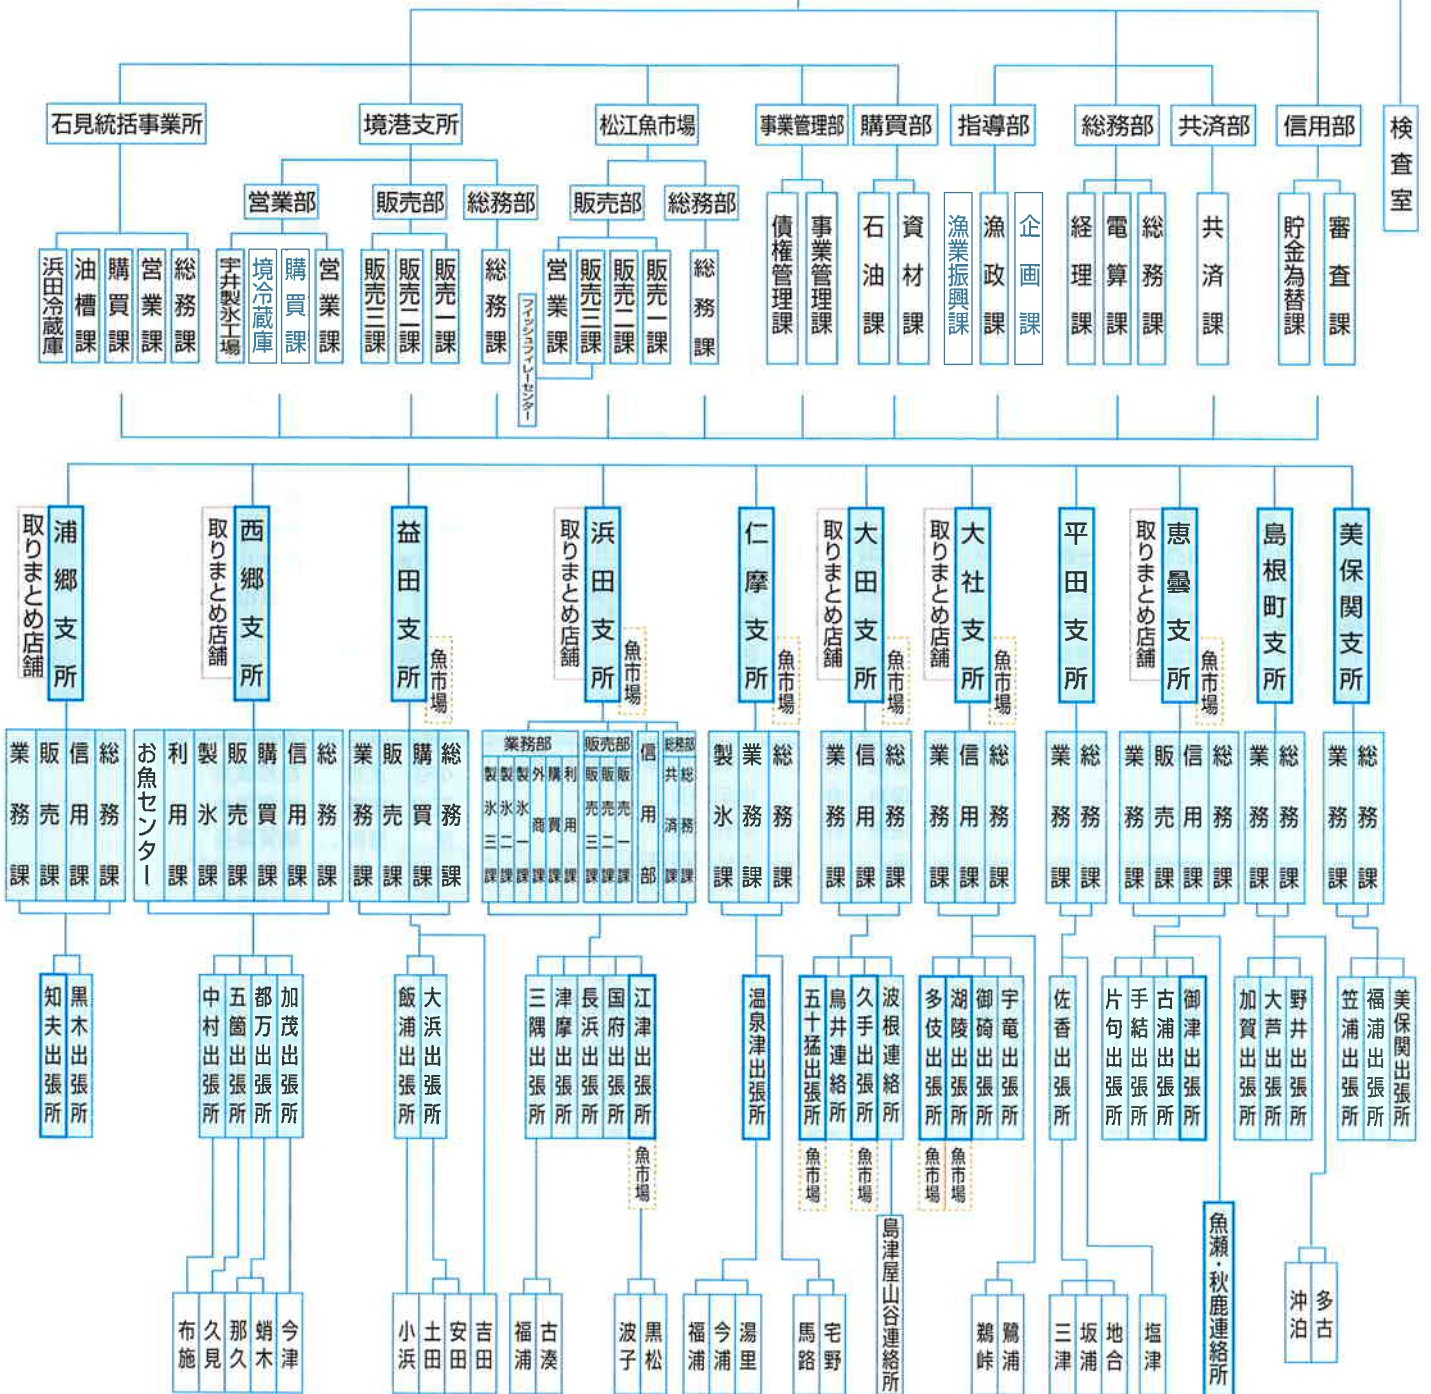 石見統括事業所
境港支所
松江魚市場
事業管理部
購買部
指導部
総務部
共済部
信用部
検査室
営業部
販売部
総務部
販売部
総務部
浜田冷蔵庫
油槽課
購買課
営業課
総務課
宇井製氷工場
境冷蔵庫
購買課
営業課
販売三課
販売二課
販売一課
総務課
フィッシュフィレーセンター
営業課
販売三課
販売二課
販売一課
総務課
債権管理課
事業管理課
石油課
資材課
漁業振興課
漁政課
企画課
経理課
電算課
総務課
共済課
貯金為替課
審査課
取りまとめ店舗
浦郷支所
取りまとめ店舗
西郷支所
益田支所
魚市場
取りまとめ店舗
浜田支所
魚市場
仁摩支所
魚市場
取りまとめ店舗
大田支所
魚市場
取りまとめ店舗
大社支所
魚市場
平田支所
取りまとめ店舗
恵曇支所
魚市場
島根町支所
美保関支所
業務課
販売課
信用課
総務課
お魚センター
利用課
製氷課
販売課
購買課
信用課
総務課
業務課
販売課
購買課
総務課
業務部
製氷三課
製氷二課
製氷一課
外商課
購買課
利用課
販売部
販売三課
販売二課
販売一課
信用部
総務部
共済課
総務課
製氷課
業務課
総務課
業務課
信用課
総務課
業務課
信用課
総務課
業務課
総務課
業務課
販売課
信用課
総務課
業務課
総務課
業務課
総務課
知夫出張所
黒木出張所
中村出張所
五箇出張所
都万出張所
加茂出張所
飯浦出張所
大浜出張所
三隅出張所
津摩出張所
長浜出張所
国府出張所
江津出張所
魚市場
温泉津出張所
五十猛出張所
魚市場
鳥井連絡所
久手出張所
魚市場
波根連絡所
多伎出張所
魚市場
湖陵出張所
魚市場
御碕出張所
宇竜出張所
佐香出張所
片句出張所
手結出張所
古浦出張所
御津出張所
加賀出張所
大芦出張所
野井出張所
笠浦出張所
福浦出張所
美保関出張所
布施
久見
那久
蛸木
今津
小浜
土田
安田
吉田
福浦
古湊
波子
黒松
福浦
今浦
湯里
馬路
宅野
島津屋山谷連絡所
鵜峠
鷺浦
三津
坂浦
地合
塩津
魚瀬・秋鹿連絡所
沖泊
多古